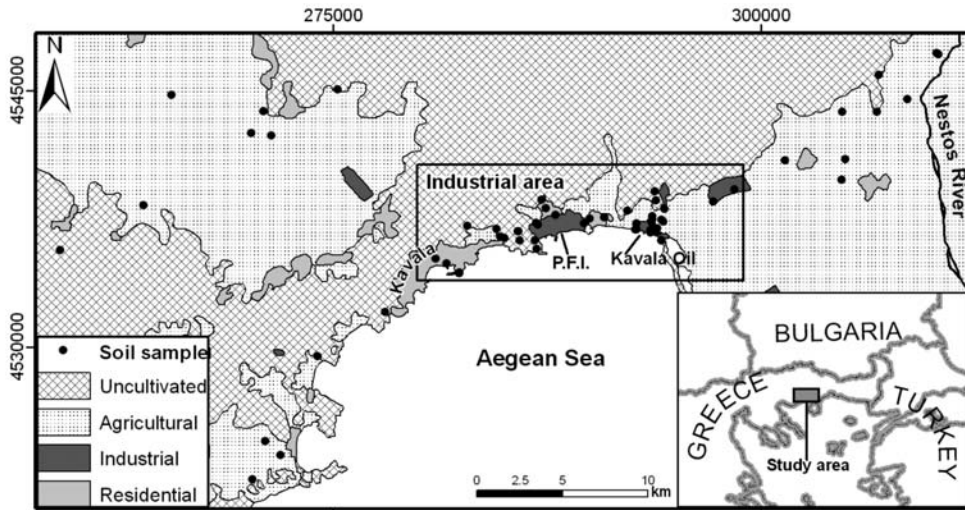 275000
300000
N
4545000
4530000
Industrial area
Nestos River
Kavala
P.F.I.
Kavala Oil
Aegean Sea
Soil sample
Uncultivated
Agricultural
Industrial
Residential
0 2.5 5 10
km
BULGARIA
GREECE
TURKEY
Study area